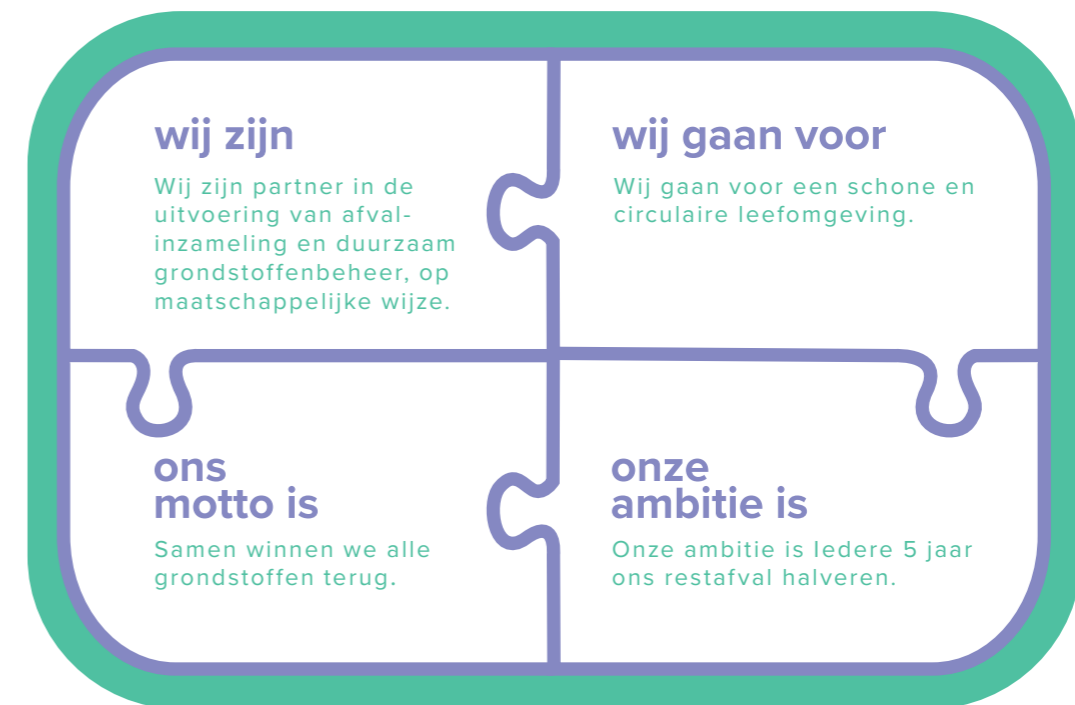 wij zijn
Wij zijn partner in de
uitvoering van afval-
inzameling en duurzaam
grondstoffenbeheer, op
maatschappelijke wijze.
wij gaan voor
Wij gaan voor een schone en
circulaire leefomgeving.
ons
motto is
Samen winnen we alle
grondstoffen terug.
onze
ambitie is
Onze ambitie is Iedere 5 jaar
ons restafval halveren.